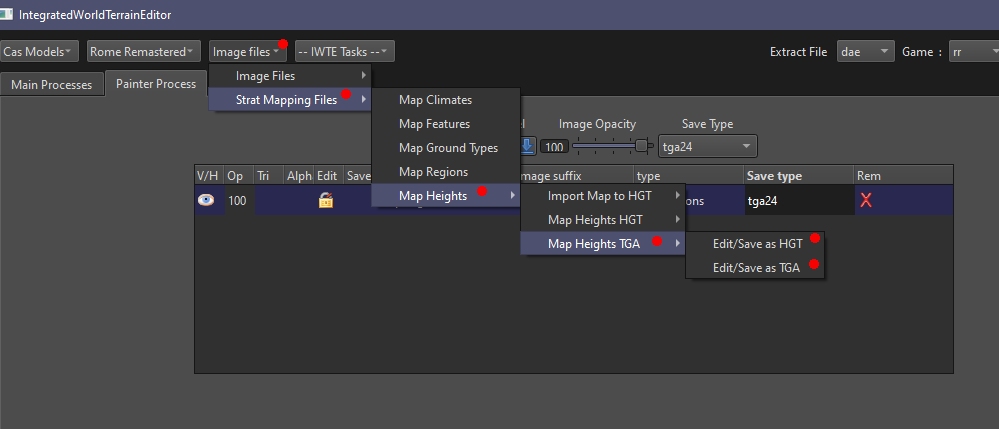 IntegratedWorldTerrainEditor
Cas Models Rome Remastered Image files -- IWTE Tasks -- Extract File dae Game : rr
Main Processes Painter Process
Image Files
Strat Mapping Files
Map Climates
Map Features
Map Ground Types
Map Regions
Map Heights
Image Opacity Save Type
100 tga24
V/H Op Tri Alph Edit Save mage suffix type Save type Rem
100 ons tga24
Import Map to HGT
Map Heights HGT
Map Heights TGA
Edit/Save as HGT
Edit/Save as TGA